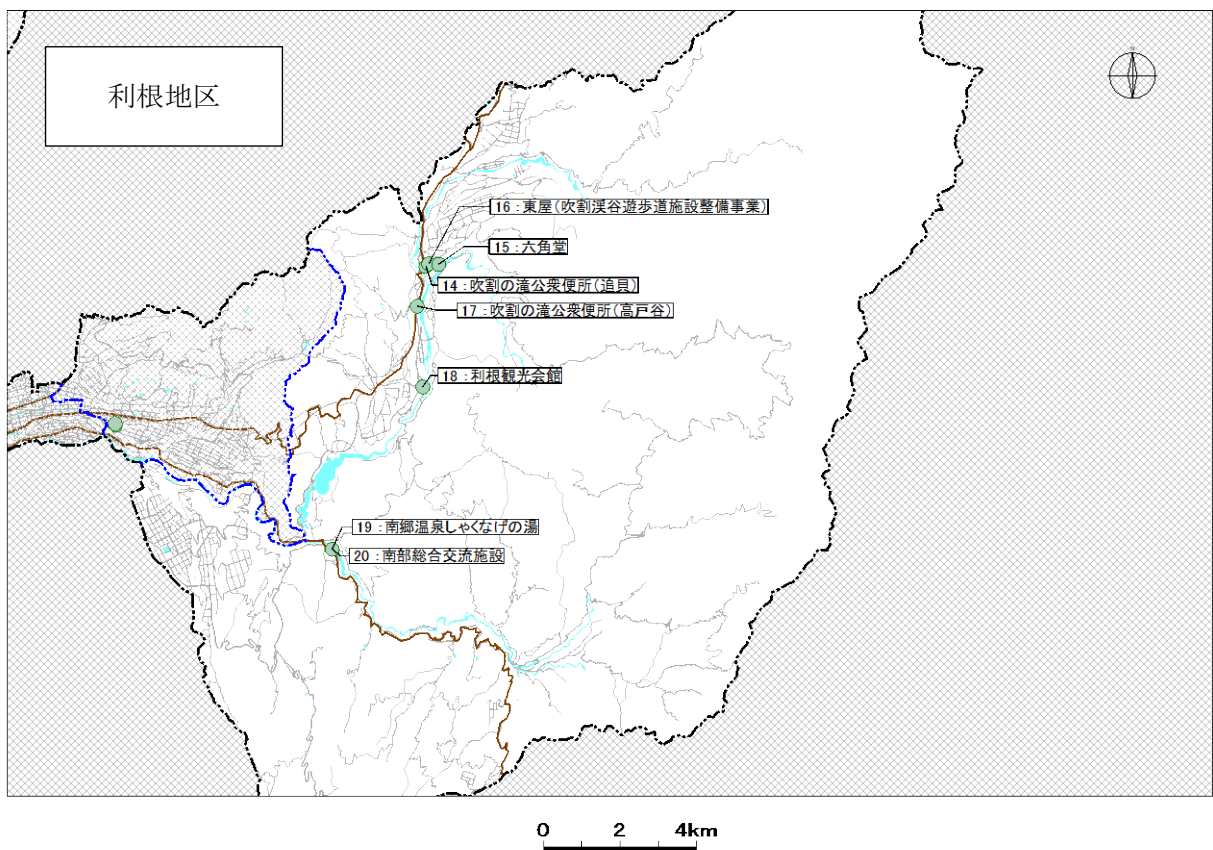 利根地区
N
16：東屋（吹割渓谷遊歩道施設整備事業）
15：六角堂
14：吹割の滝公衆便所（追貝）
17：吹割の滝公衆便所（高戸谷）
18：利根観光会館
19：南郷温泉しゃくなげの湯
20：南部総合交流施設
0 2 4km